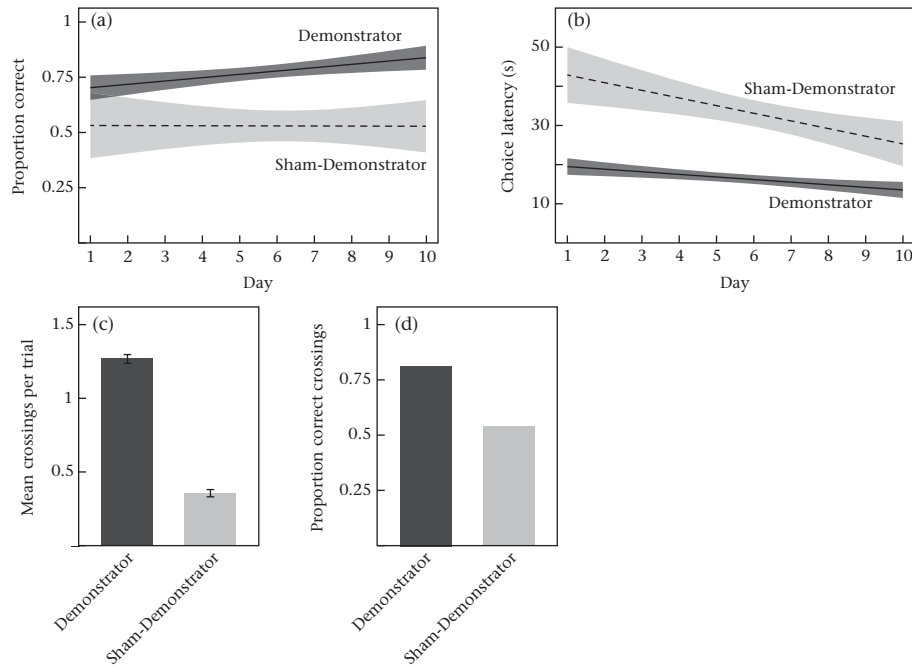 (a)
Proportion correct
1
0.75
0.5
0.25
Demonstrator
Sham-Demonstrator
1 2 3 4 5 6 7 8 9 10
Day
(b)
Choice latency (s)
50
30
10
Sham-Demonstrator
Demonstrator
1 2 3 4 5 6 7 8 9 10
Day
(c)
Mean crossings per trial
1.5
1
0.5
Demonstrator
Sham-Demonstrator
(d)
Proportion correct crossings
1
0.75
0.5
0.25
Demonstrator
Sham-Demonstrator